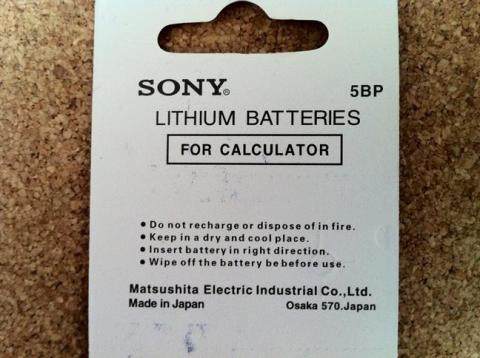 SONY® 5BP
LITHIUM BATTERIES
FOR CALCULATOR
• Do not recharge or dispose of in fire.
• Keep in a dry and cool place.
• Insert battery in right direction.
• Wipe off the battery be before use.
Matsushita Electric Industrial Co.,Ltd.
Made in Japan Osaka 570.Japan